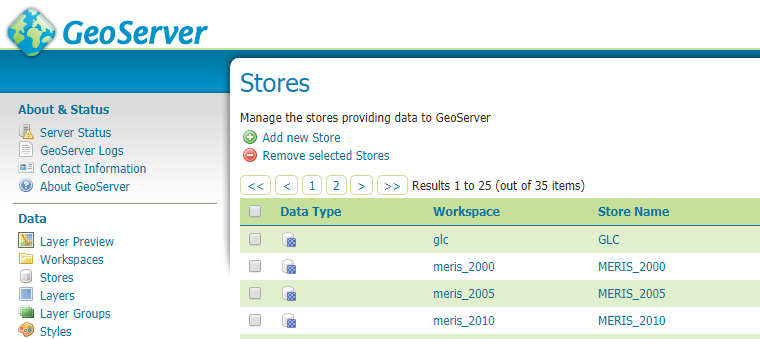 GeoServer
About & Status
Server Status
GeoServer Logs
Contact Information
About GeoServer
Data
Layer Preview
Workspaces
Stores
Layers
Layer Groups
Styles
Stores
Manage the stores providing data to GeoServer
Add new Store
Remove selected Stores
<< < 1 2 > >> Results 1 to 25 (out of 35 items)
Data Type Workspace Store Name
glc GLC
meris_2000 MERIS_2000
meris_2005 MERIS_2005
meris_2010 MERIS_2010